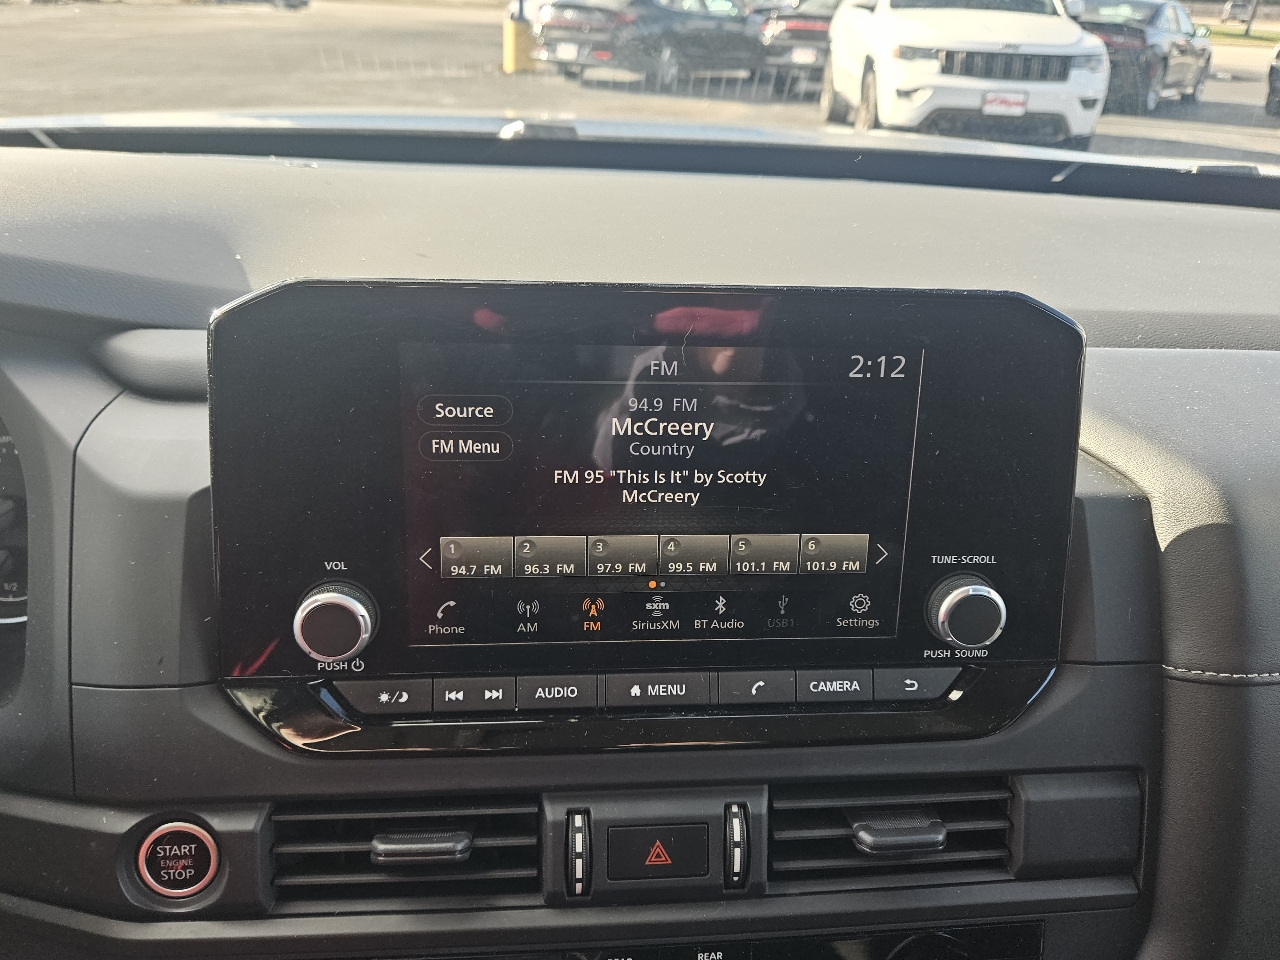 FM
2:12
Source
94.9 FM
McCreery
FM Menu
Country
FM 95 "This Is It" by Scotty
McCreery
1 2 3 4 5 6
94.7 FM 96.3 FM 97.9 FM 99.5 FM 101.1 FM 101.9 FM
VOL
TUNE-SCROLL
sxm
Phone AM FM SiriusXM BT Audio USB1 Settings
PUSH
PUSH SOUND
AUDIO MENU CAMERA
START
ENGINE
STOP
REAR